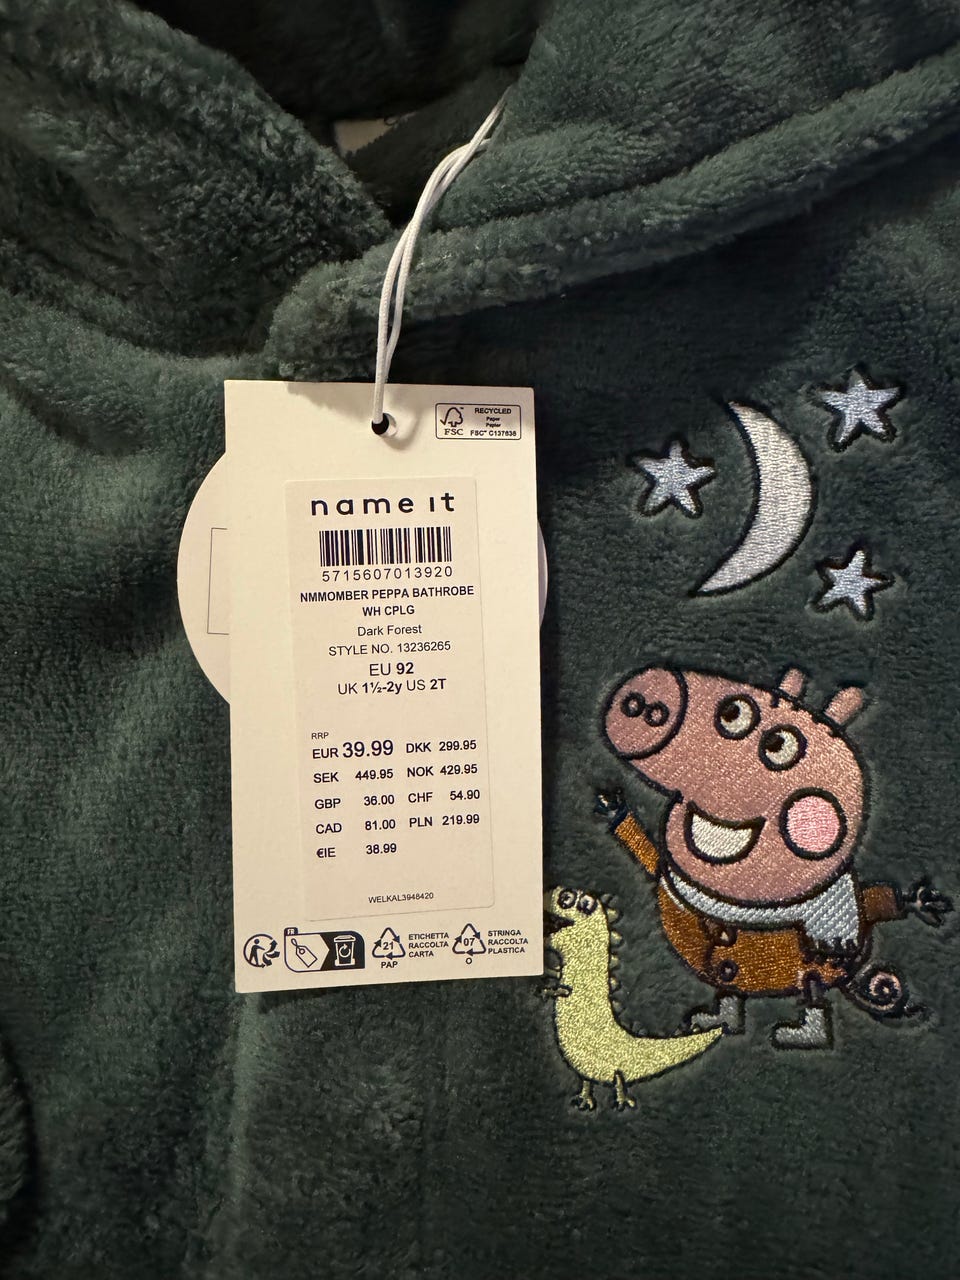 RECYCLED
Paper
Papier
FSC
FSC™ C137636
name it
5715607013920
NMMOMBER PEPPA BATHROBE
WH CPLG
Dark Forest
STYLE NO. 13236265
EU 92
UK 1½-2y US 2T
RRP
EUR 39.99 DKK 299.95
SEK 449.95 NOK 429.95
GBP 36.00 CHF 54.90
CAD 81.00 PLN 219.99
€IE 38.99
WELKAL3948420
FR
21
PAP
ETICHETTA
RACCOLTA
CARTA
07
O
STRINGA
RACCOLTA
PLASTICA